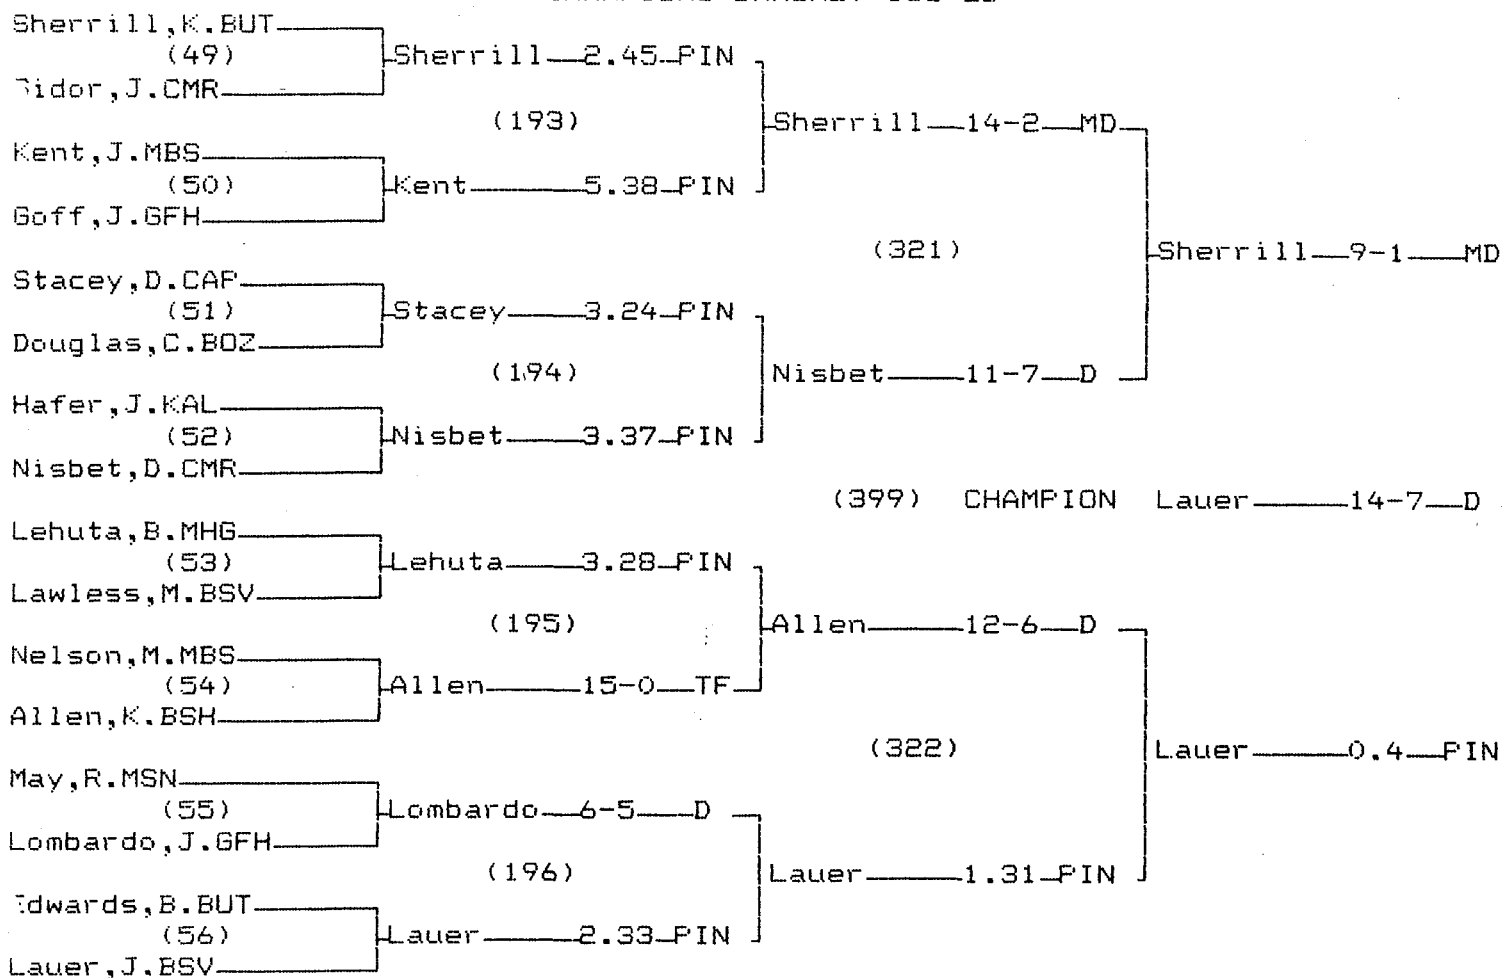 Sherrill,K.BUT
(49) Sherrill 2.45 PIN
idor,J.CMR
(193) Sherrill 14-2 MD
Kent,J.MBS
(50) Kent 5.38 PIN
Goff,J.GFH
(321) Sherrill 9-1 MD
Stacey,D.CAP
(51) Stacey 3.24 PIN
Douglas,C.BOZ
(194) Nisbet 11-7 D
Hafer,J.KAL
(52) Nisbet 3.37 PIN
Nisbet,D.CMR
(399) CHAMPION Lauer 14-7 D
Lehuta,B.MHG
(53) Lehuta 3.28 PIN
Lawless,M.BSV
(195) Allen 12-6 D
Nelson,M.MBS
(54) Allen 15-0 TF
Allen,K.BSH
(322) Lauer 0.4 PIN
May,R.MSN
(55) Lombardo 6-5 D
Lombardo,J.GFH
(196) Lauer 1.31 PIN
Edwards,B.BUT
(56) Lauer 2.33 PIN
Lauer,J.BSV